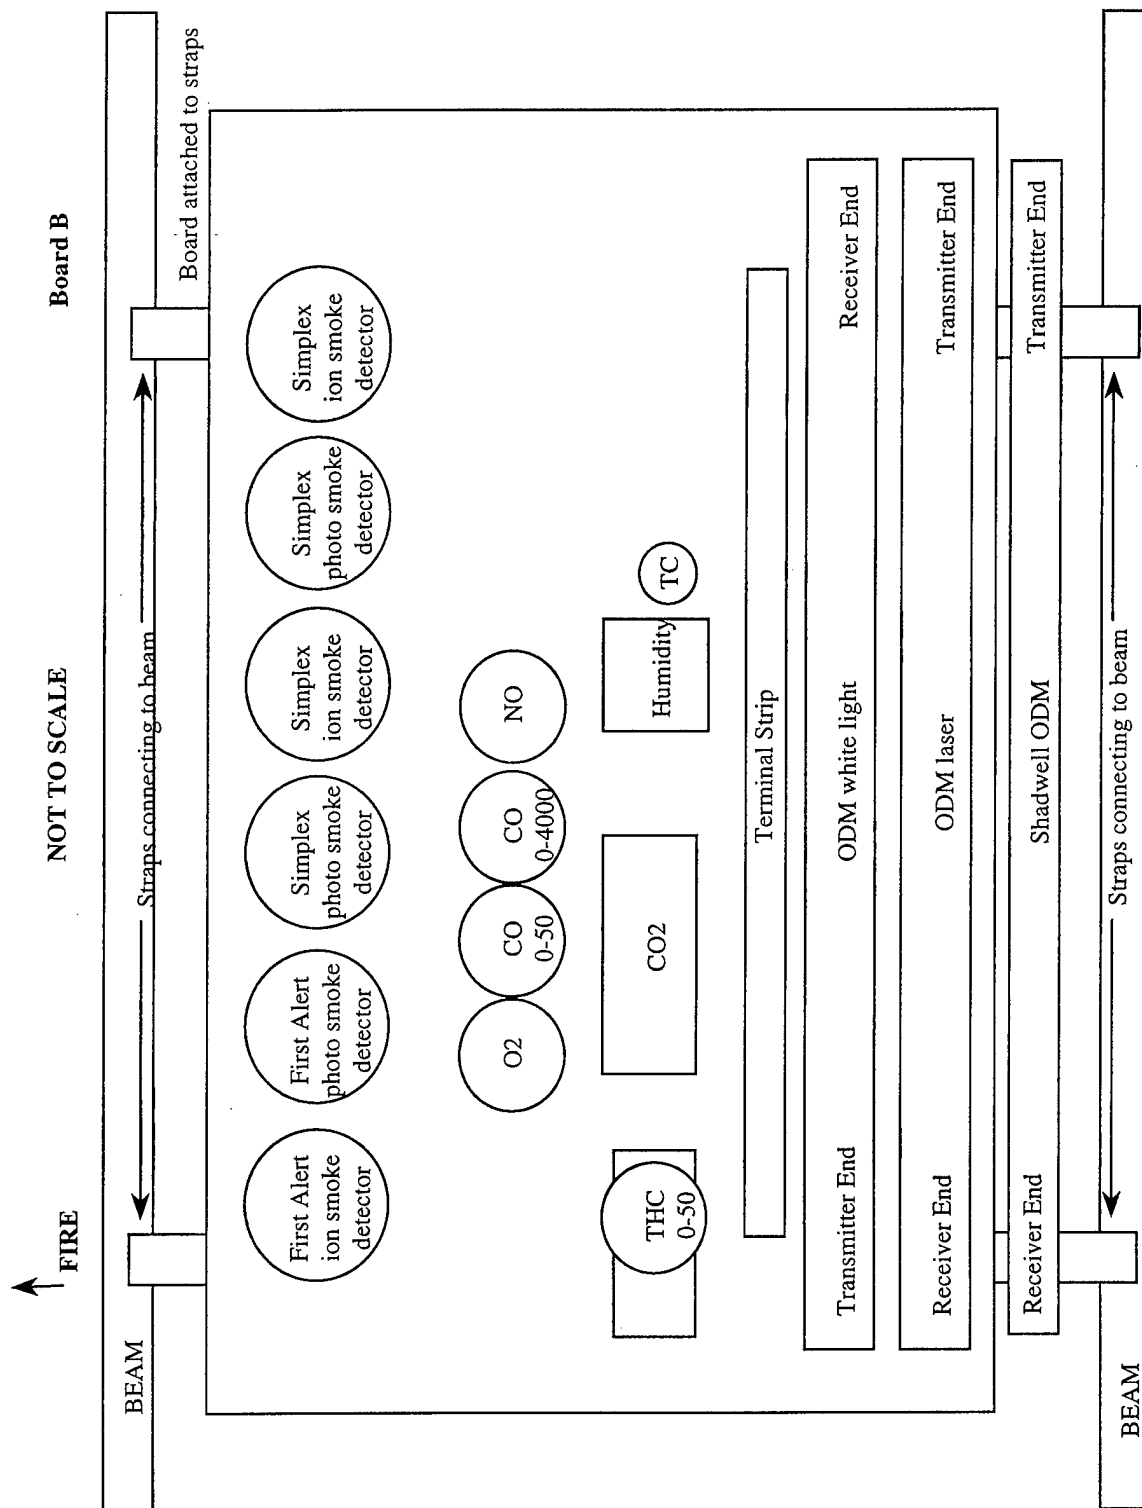 FIRE
NOT TO SCALE
Board B
BEAM
Straps connecting to beam
Board attached to straps
First Alert
ion smoke
detector
First Alert
photo smoke
detector
Simplex
photo smoke
detector
Simplex
ion smoke
detector
Simplex
photo smoke
detector
Simplex
ion smoke
detector
O2
CO
0-50
CO
0-4000
NO
THC
0-50
CO2
Humidity
TC
Terminal Strip
Transmitter End
ODM white light
Receiver End
Receiver End
ODM laser
Transmitter End
Receiver End
Shadwell ODM
Transmitter End
BEAM
Straps connecting to beam